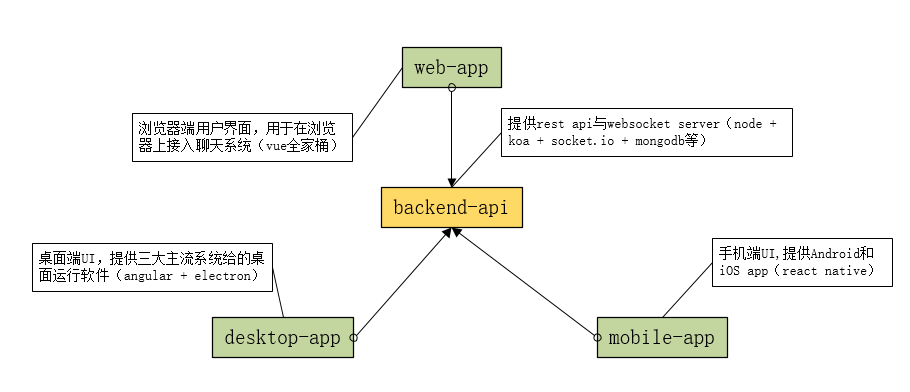 web-app
浏览器端用户界面，用于在浏览
器上接入聊天系统（vue全家桶）
提供rest api与websocket server（node +
koa + socket.io + mongodb等）
backend-api
桌面端UI，提供三大主流系统给的桌
面运行软件（angular + electron）
手机端UI,提供Android和
iOS app（react native）
desktop-app
mobile-app